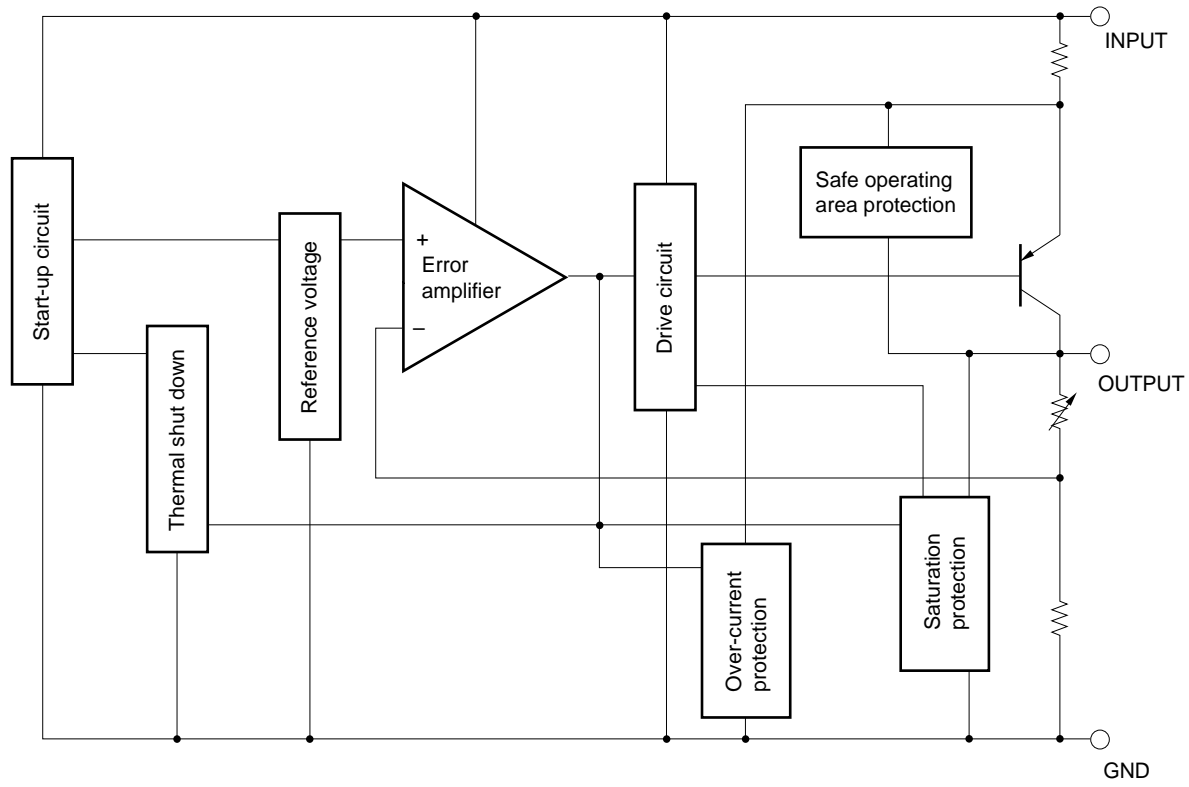 INPUT
Safe operating
area protection
Start-up circuit
Reference voltage
+
Error
amplifier
–
Drive circuit
Thermal shut down
OUTPUT
Over-current
protection
Saturation
protection
GND